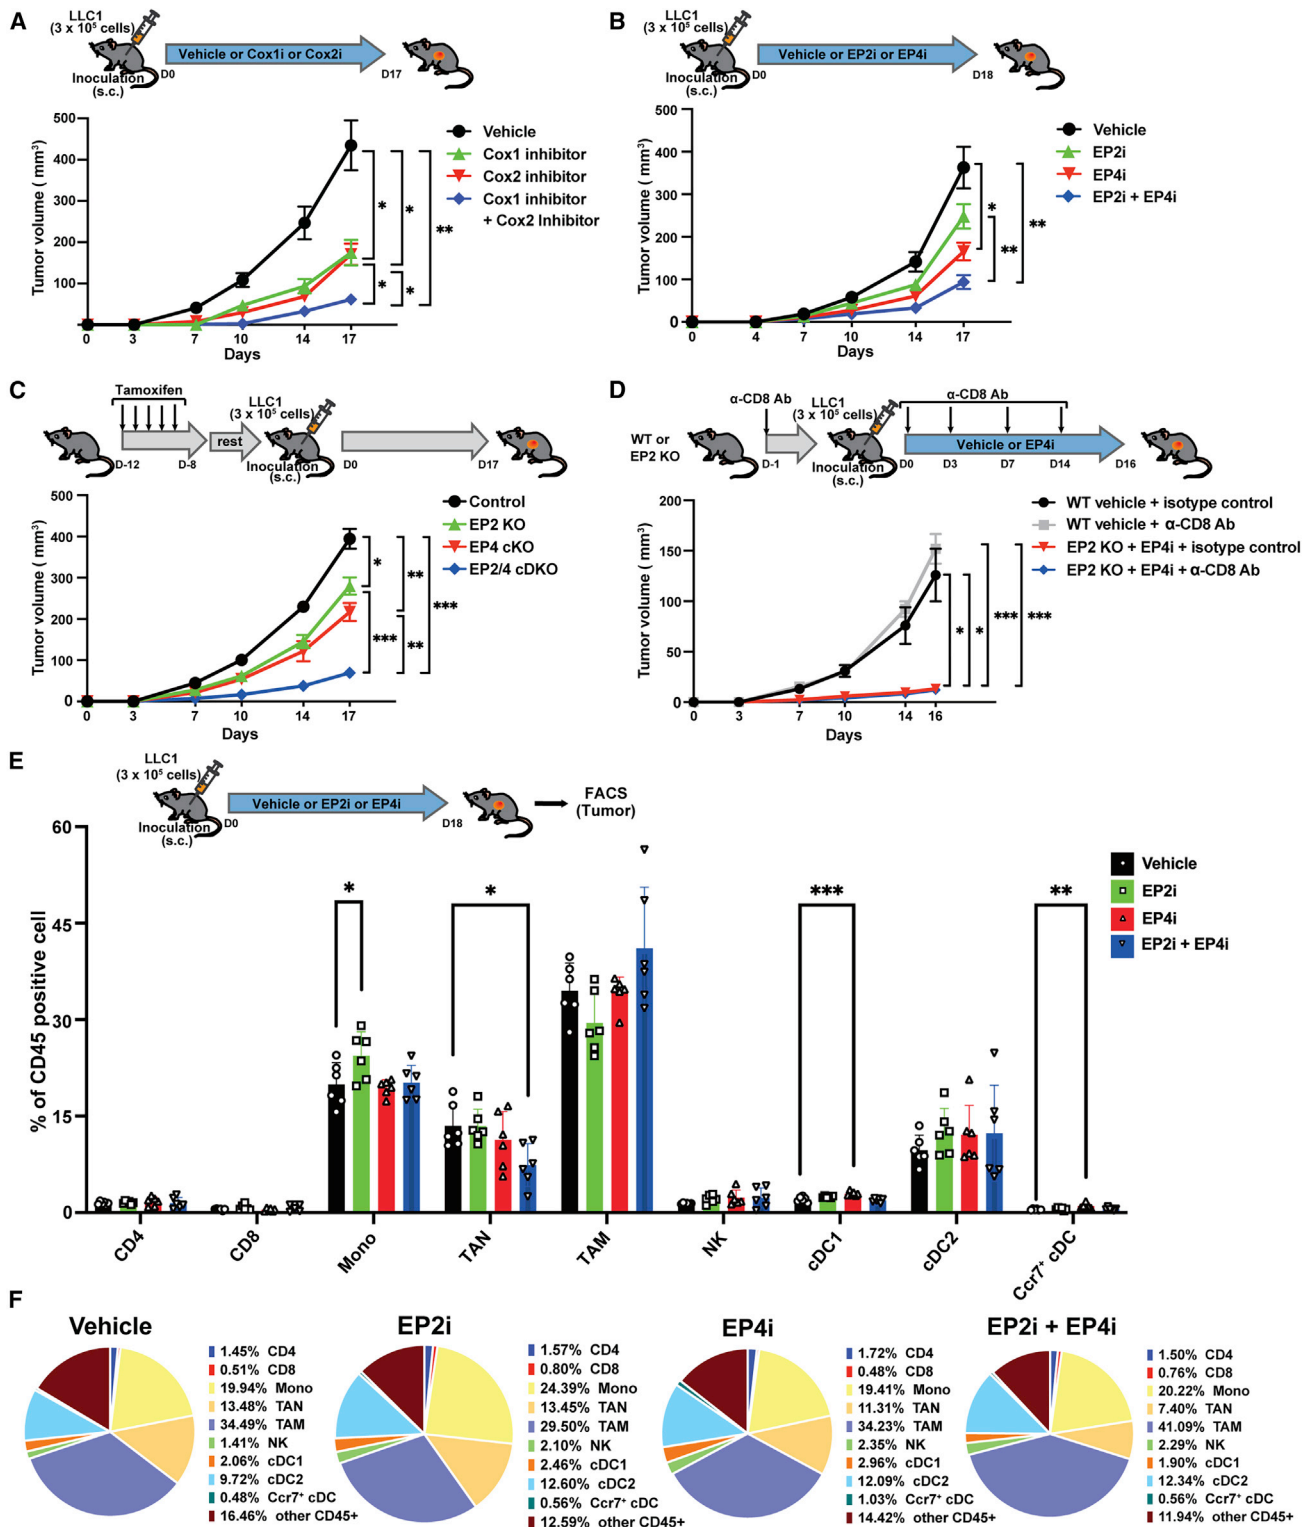 A
LLC1
(3 x 10⁵ cells)
Vehicle or Cox1i or Cox2i
Inoculation
(s.c.)
D0
D17
Tumor volume ( mm³)
500
400
300
200
100
0
3
7
10
14
17
Days
Vehicle
Cox1 inhibitor
Cox2 inhibitor
Cox1 inhibitor
+ Cox2 Inhibitor
*
*
**
*
*
B
LLC1
(3 x 10⁵ cells)
Vehicle or EP2i or EP4i
Inoculation
(s.c.)
D0
D18
Tumor volume ( mm³)
500
400
300
200
100
0
0
4
7
10
14
17
Days
Vehicle
EP2i
EP4i
EP2i + EP4i
*
**
**
C
Tamoxifen
LLC1
(3 x 10⁵ cells)
rest
D-12
D-8
Inoculation
(s.c.)
D0
D17
Tumor volume ( mm³)
500
400
300
200
100
0
0
3
7
10
14
17
Days
Control
EP2 KO
EP4 cKO
EP2/4 cDKO
*
**
***
***
**
D
α-CD8 Ab
LLC1
(3 x 10⁵ cells)
α-CD8 Ab
WT or
EP2 KO
Vehicle or EP4i
D-1
Inoculation
(s.c.)
D0
D3
D7
D14
D16
Tumor volume ( mm³)
200
150
100
50
0
0
3
7
10
14
16
Days
WT vehicle + isotype control
WT vehicle + α-CD8 Ab
EP2 KO + EP4i + isotype control
EP2 KO + EP4i + α-CD8 Ab
*
*
***
***
E
LLC1
(3 x 10⁵ cells)
Vehicle or EP2i or EP4i
Inoculation
(s.c.)
D0
D18
FACS
(Tumor)
% of CD45 positive cell
60
45
30
15
0
*
*
***
**
Vehicle
EP2i
EP4i
EP2i + EP4i
CD4
CD8
Mono
TAN
TAM
NK
cDC1
cDC2
Ccr7⁺ cDC
F
Vehicle
1.45% CD4
0.51% CD8
19.94% Mono
13.48% TAN
34.49% TAM
1.41% NK
2.06% cDC1
9.72% cDC2
0.48% Ccr7⁺ cDC
16.46% other CD45+
EP2i
1.57% CD4
0.80% CD8
24.39% Mono
13.45% TAN
29.50% TAM
2.10% NK
2.46% cDC1
12.60% cDC2
0.56% Ccr7⁺ cDC
12.59% other CD45+
EP4i
1.72% CD4
0.48% CD8
19.41% Mono
11.31% TAN
34.23% TAM
2.35% NK
2.96% cDC1
12.09% cDC2
1.03% Ccr7⁺ cDC
14.42% other CD45+
EP2i + EP4i
1.50% CD4
0.76% CD8
20.22% Mono
7.40% TAN
41.09% TAM
2.29% NK
1.90% cDC1
12.34% cDC2
0.56% Ccr7⁺ cDC
11.94% other CD45+